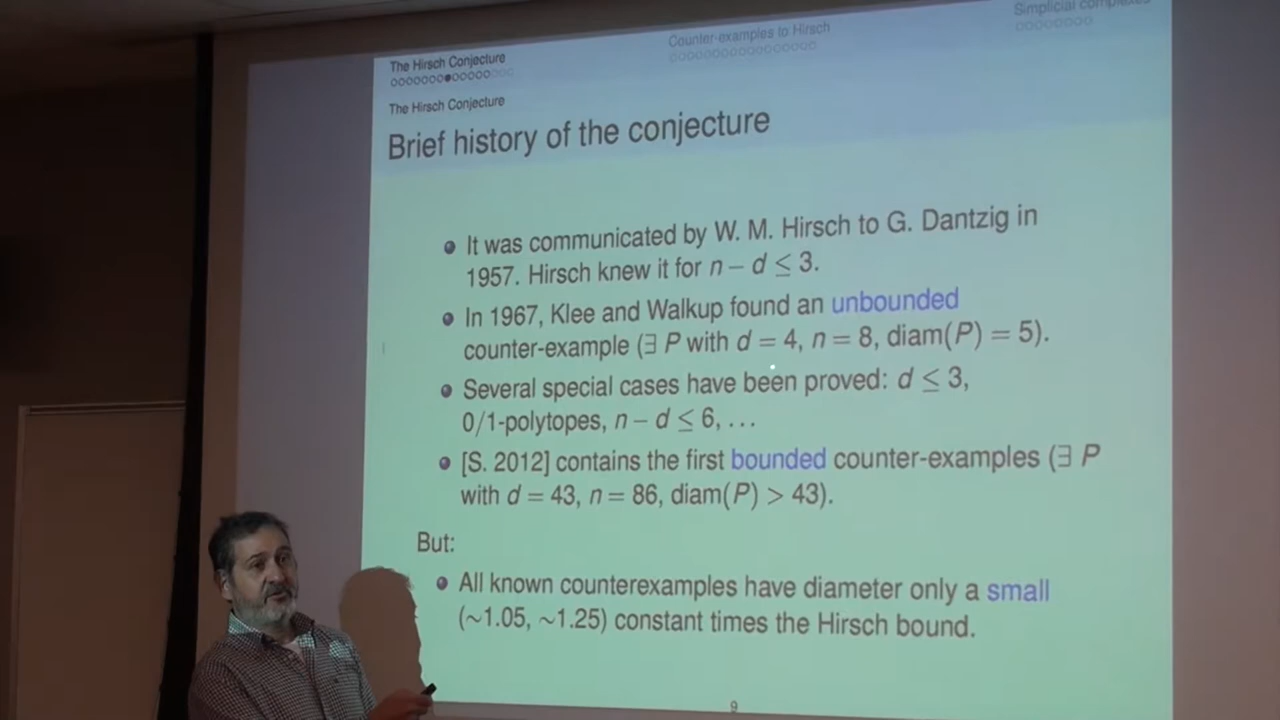 The Hirsch Conjecture
Counter-examples to Hirsch
Simplicial complexes
The Hirsch Conjecture
Brief history of the conjecture
It was communicated by W. M. Hirsch to G. Dantzig in
1957. Hirsch knew it for n − d ≤ 3.
In 1967, Klee and Walkup found an unbounded
counter-example (∃ P with d = 4, n = 8, diam(P) = 5).
Several special cases have been proved: d ≤ 3,
0/1-polytopes, n − d ≤ 6, …
[S. 2012] contains the first bounded counter-examples (∃ P
with d = 43, n = 86, diam(P) > 43).
But:
All known counterexamples have diameter only a small
(∼1.05, ∼1.25) constant times the Hirsch bound.
9